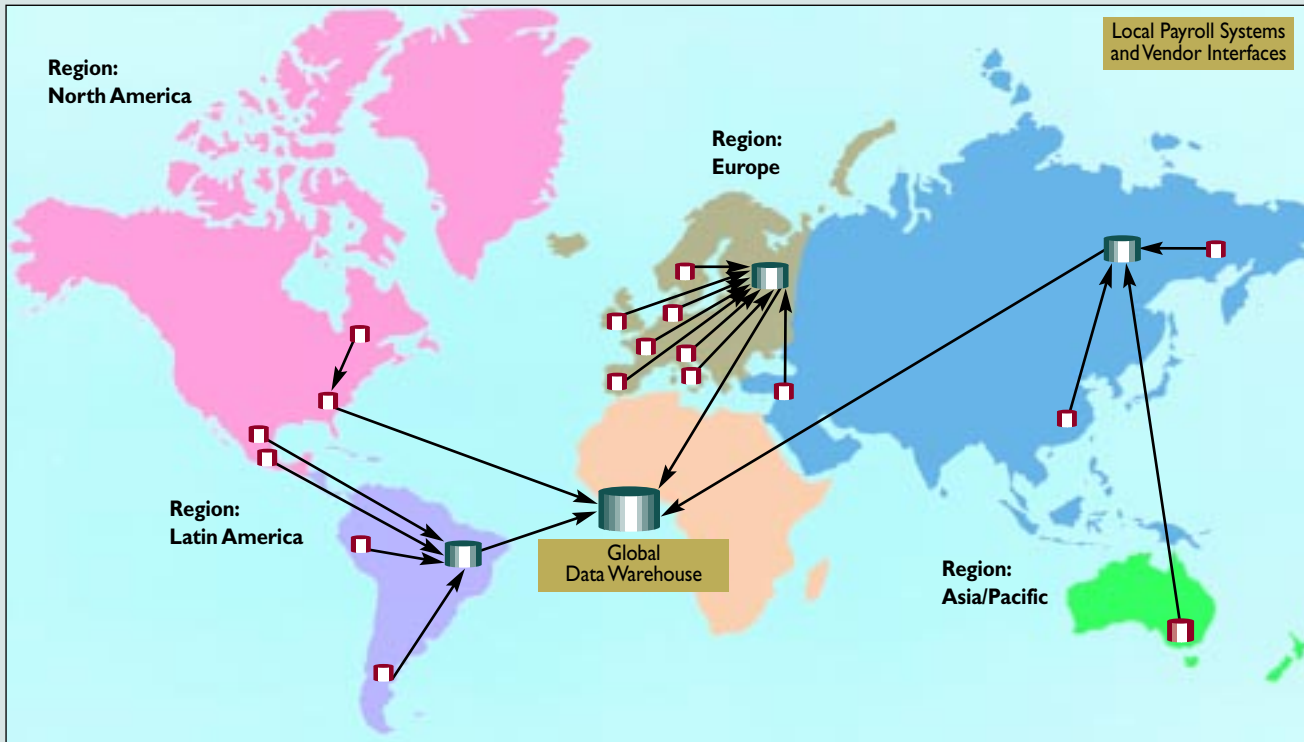 Region:
North America
Local Payroll Systems
and Vendor Interfaces
Region:
Europe
Region:
Latin America
Global
Data Warehouse
Region:
Asia/Pacific